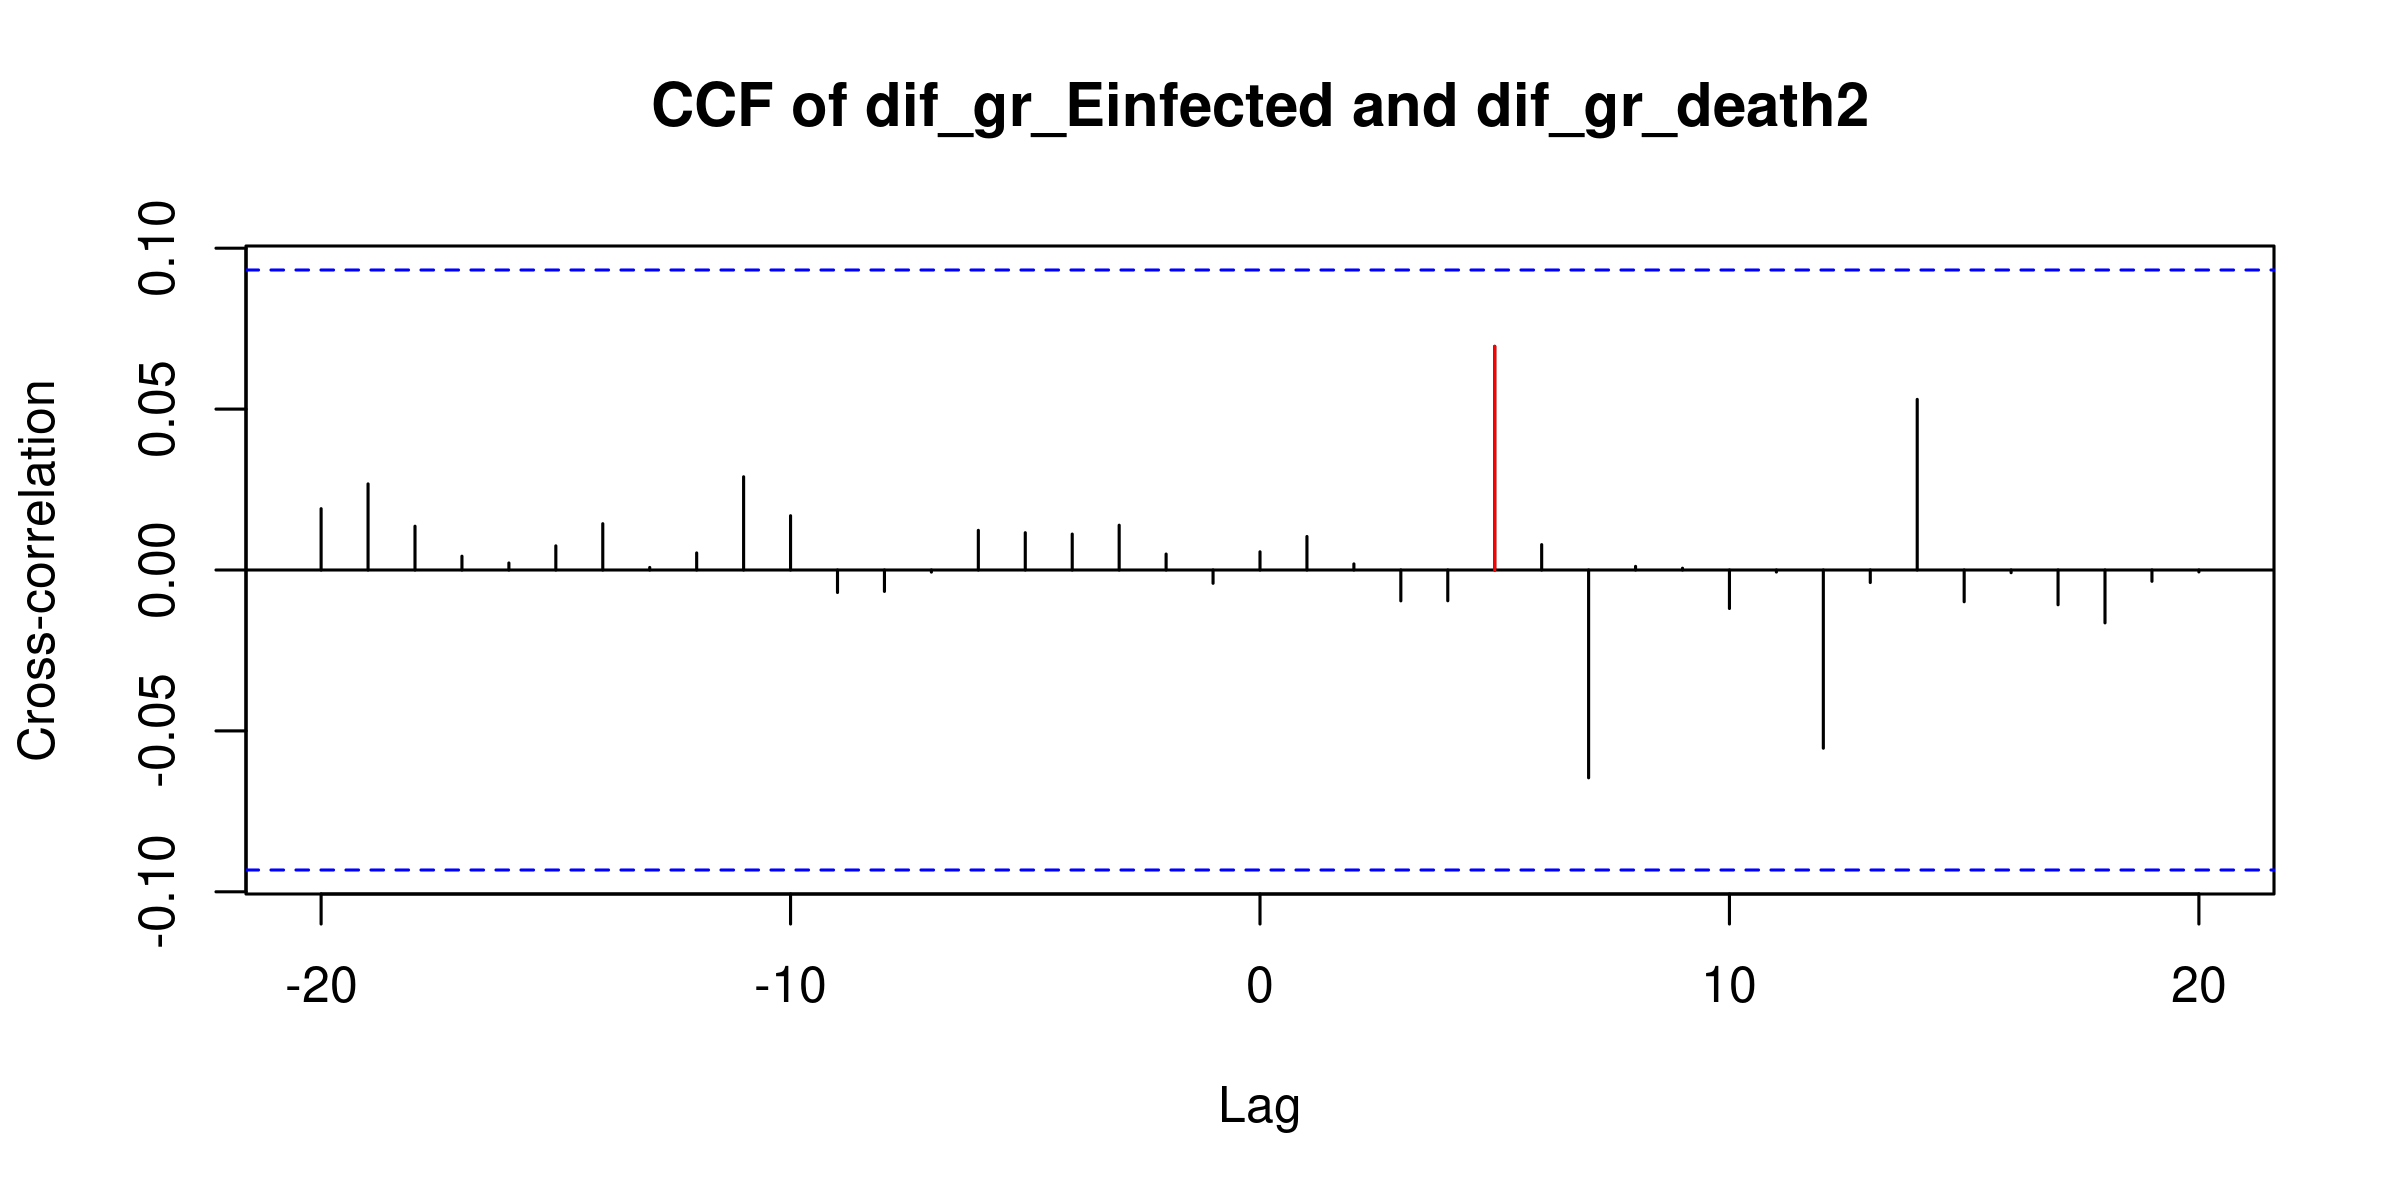 CCF of dif_gr_Einfected and dif_gr_death2
Cross-correlation
0.10
0.05
0.00
-0.05
-0.10
-20 -10 0 10 20
Lag